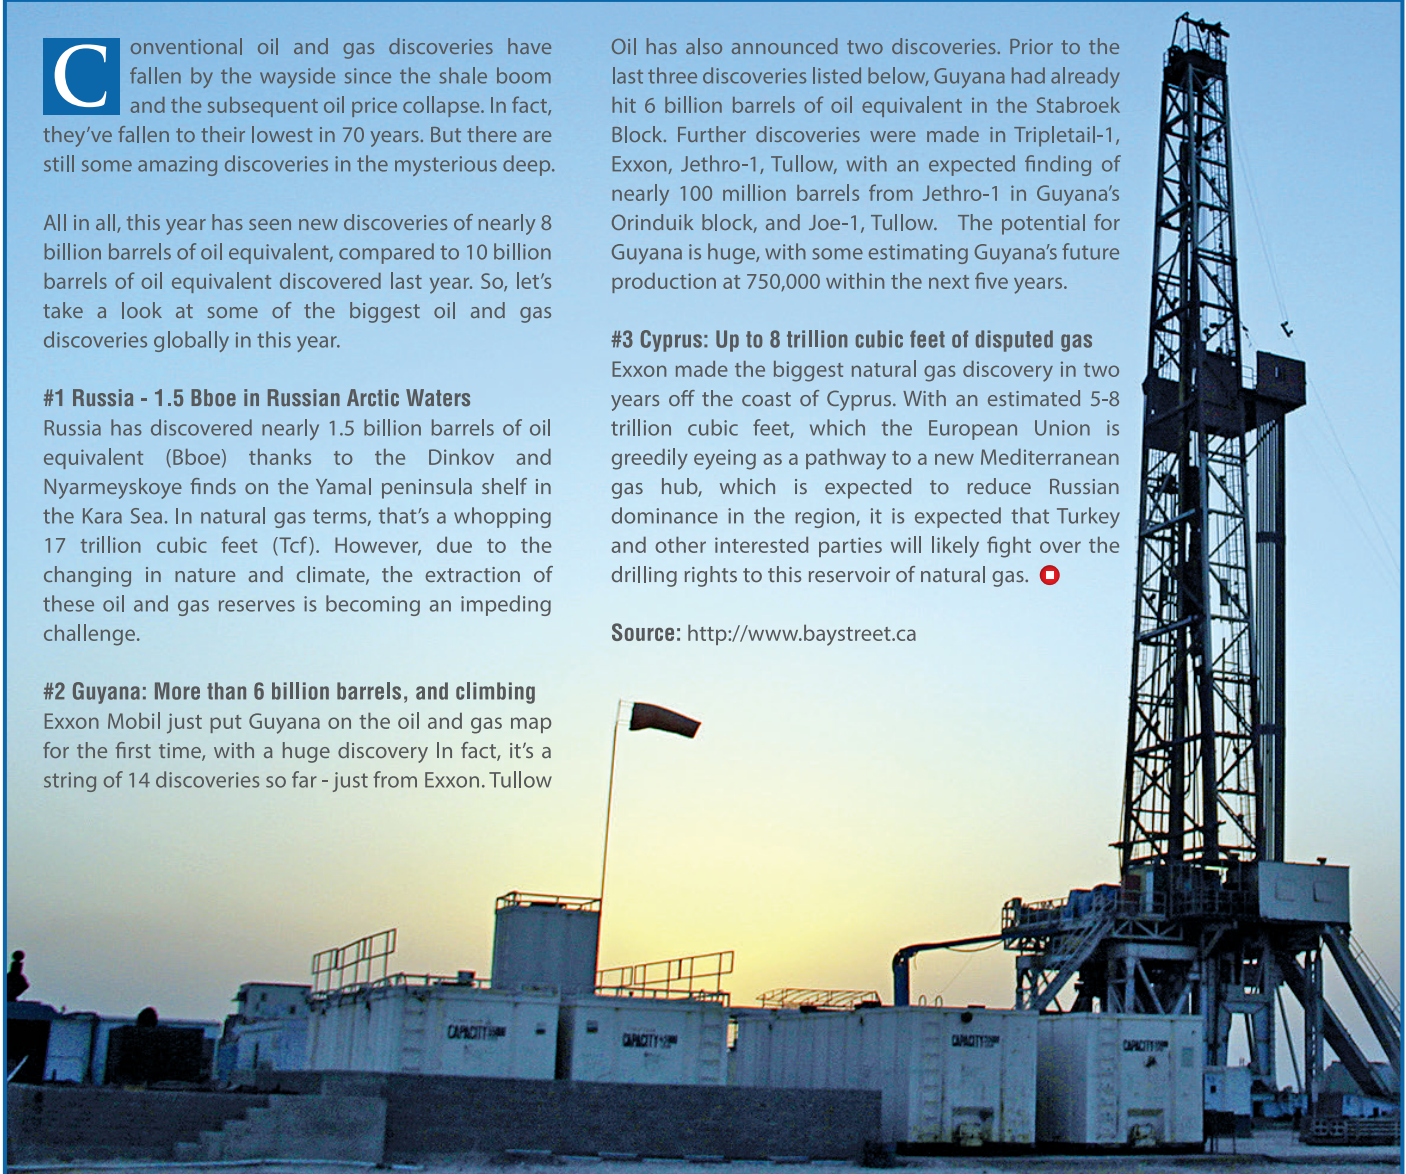 Conventional oil and gas discoveries have
fallen by the wayside since the shale boom
and the subsequent oil price collapse. In fact,
they've fallen to their lowest in 70 years. But there are
still some amazing discoveries in the mysterious deep.
All in all, this year has seen new discoveries of nearly 8
billion barrels of oil equivalent, compared to 10 billion
barrels of oil equivalent discovered last year. So, let's
take a look at some of the biggest oil and gas
discoveries globally in this year.
#1 Russia - 1.5 Bboe in Russian Arctic Waters
Russia has discovered nearly 1.5 billion barrels of oil
equivalent (Bboe) thanks to the Dinkov and
Nyarmeyskoye finds on the Yamal peninsula shelf in
the Kara Sea. In natural gas terms, that's a whopping
17 trillion cubic feet (Tcf). However, due to the
changing in nature and climate, the extraction of
these oil and gas reserves is becoming an impeding
challenge.
#2 Guyana: More than 6 billion barrels, and climbing
Exxon Mobil just put Guyana on the oil and gas map
for the first time, with a huge discovery In fact, it's a
string of 14 discoveries so far - just from Exxon. Tullow
Oil has also announced two discoveries. Prior to the
last three discoveries listed below, Guyana had already
hit 6 billion barrels of oil equivalent in the Stabroek
Block. Further discoveries were made in Tripletail-1,
Exxon, Jethro-1, Tullow, with an expected finding of
nearly 100 million barrels from Jethro-1 in Guyana's
Orinduik block, and Joe-1, Tullow. The potential for
Guyana is huge, with some estimating Guyana's future
production at 750,000 within the next five years.
#3 Cyprus: Up to 8 trillion cubic feet of disputed gas
Exxon made the biggest natural gas discovery in two
years off the coast of Cyprus. With an estimated 5-8
trillion cubic feet, which the European Union is
greedily eyeing as a pathway to a new Mediterranean
gas hub, which is expected to reduce Russian
dominance in the region, it is expected that Turkey
and other interested parties will likely fight over the
drilling rights to this reservoir of natural gas.
Source: http://www.baystreet.ca
CAPACITY
CAPACITY
CAPACITY
CAPACITY